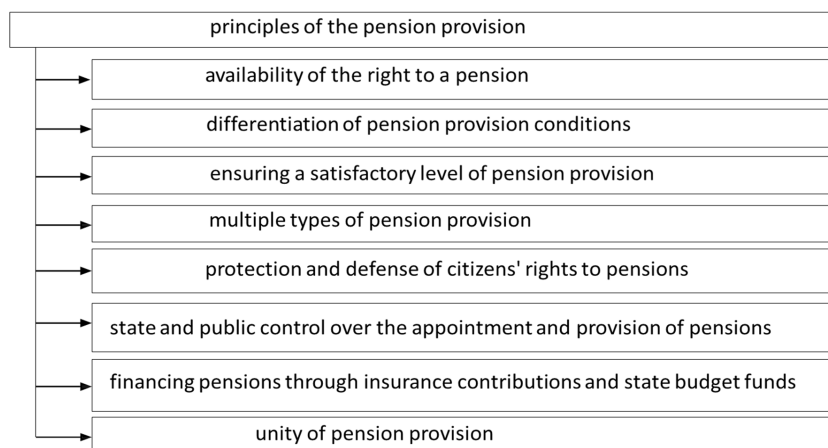 principles of the pension provision
availability of the right to a pension
differentiation of pension provision conditions
ensuring a satisfactory level of pension provision
multiple types of pension provision
protection and defense of citizens' rights to pensions
state and public control over the appointment and provision of pensions
financing pensions through insurance contributions and state budget funds
unity of pension provision